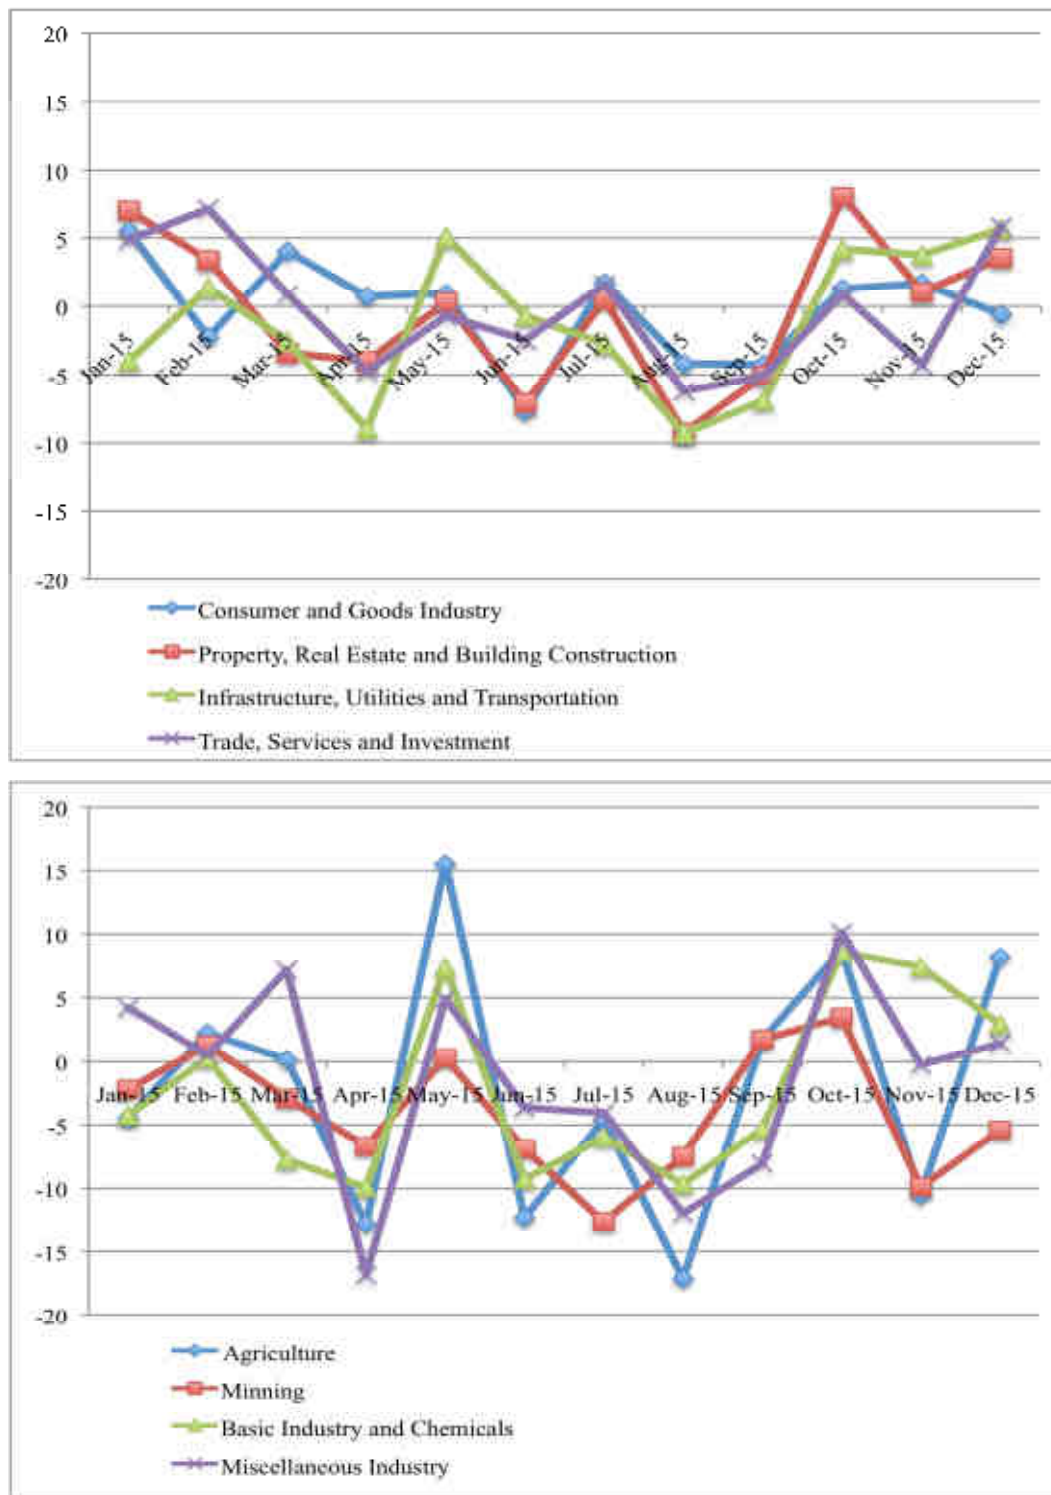 20
15
10
5
0
-5
-10
-15
-20
Jan-15 Feb-15 Mar-15 Apr-15 May-15 Jun-15 Jul-15 Aug-15 Sep-15 Oct-15 Nov-15 Dec-15
Consumer and Goods Industry
Property, Real Estate and Building Construction
Infrastructure, Utilities and Transportation
Trade, Services and Investment
20
15
10
5
0
Jan-15 Feb-15 Mar-15 Apr-15 May-15 Jun-15 Jul-15 Aug-15 Sep-15 Oct-15 Nov-15 Dec-15
-5
-10
-15
-20
Agriculture
Minning
Basic Industry and Chemicals
Miscellaneous Industry